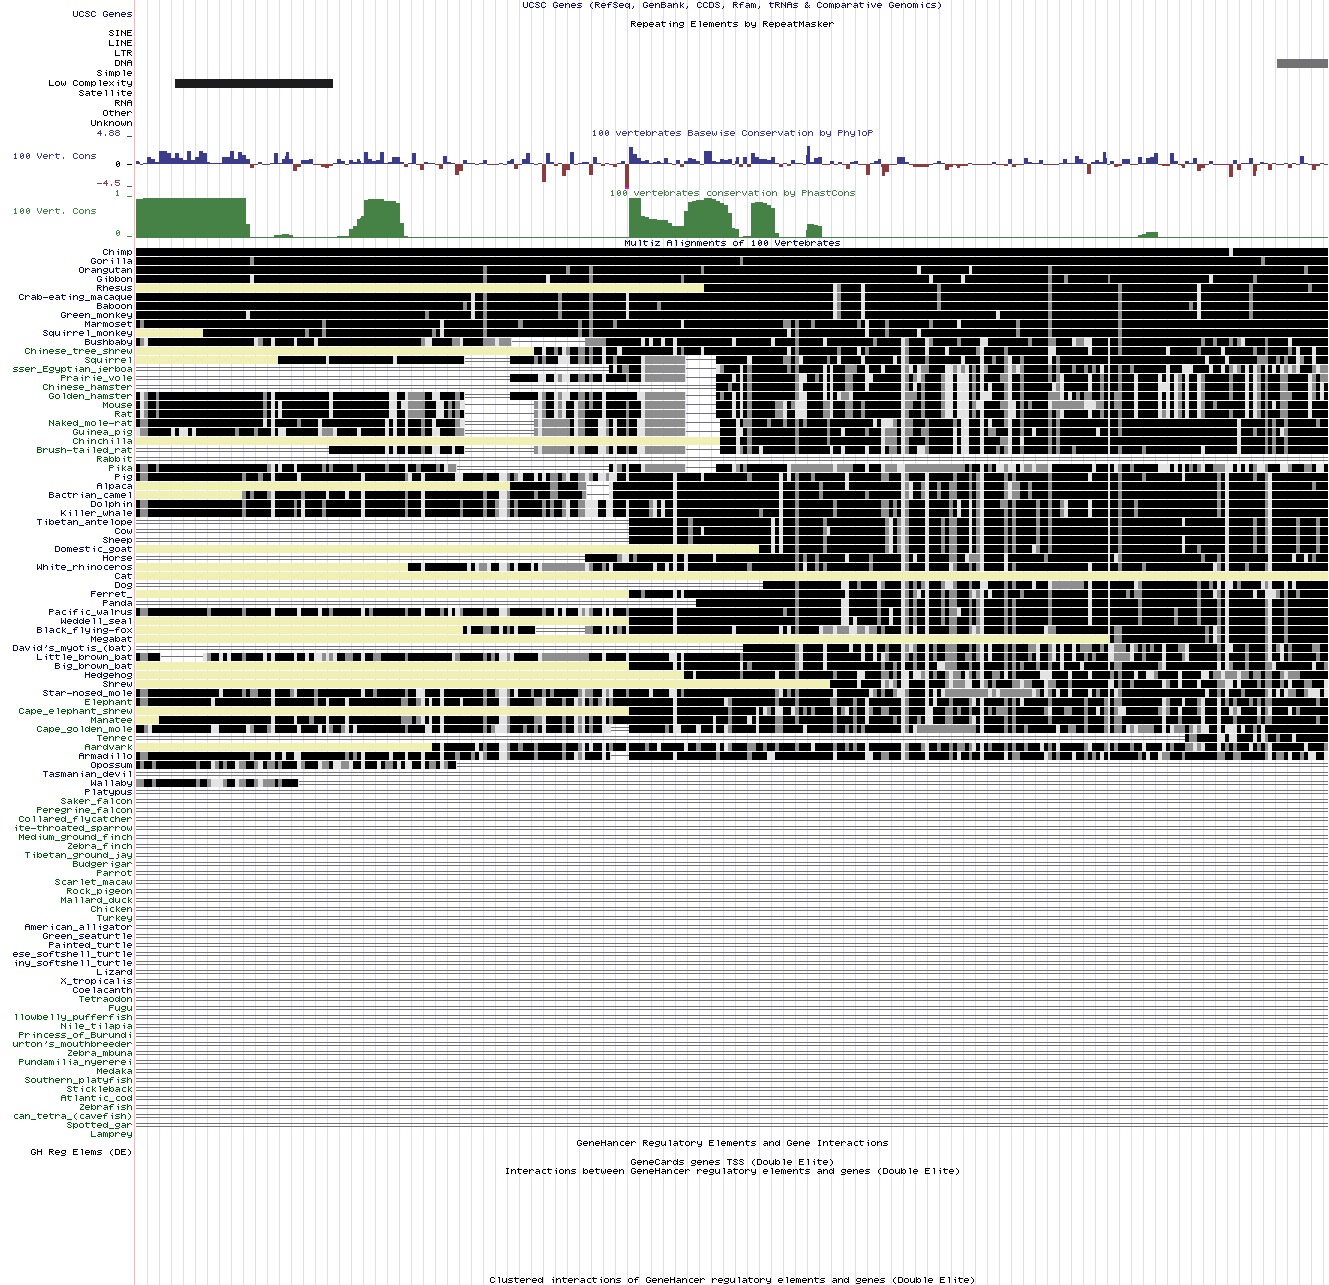 UCSC Genes (RefSeq, GenBank, CCDS, Rfam, tRNAs & Comparative Genomics)
UCSC Genes
Repeating Elements by RepeatMasker
SINE
LINE
LTR
DNA
Simple
Low Complexity
Satellite
RNA
Other
Unknown
4.88 _
100 vertebrates Basewise Conservation by PhyloP
100 Vert. Cons
0 _
-4.5 _
100 vertebrates conservation by PhastCons
1 _
100 Vert. Cons
0 _
Multiz Alignments of 100 Vertebrates
Chimp
Gorilla
Orangutan
Gibbon
Rhesus
Crab-eating_macaque
Baboon
Green_monkey
Marmoset
Squirrel_monkey
Bushbaby
Chinese_tree_shrew
Squirrel
sser_Egyptian_jerboa
Prairie_vole
Chinese_hamster
Golden_hamster
Mouse
Rat
Naked_mole-rat
Guinea_pig
Chinchilla
Brush-tailed_rat
Rabbit
Pika
Pig
Alpaca
Bactrian_camel
Dolphin
Killer_whale
Tibetan_antelope
Cow
Sheep
Domestic_goat
Horse
White_rhinoceros
Cat
Dog
Ferret_
Panda
Pacific_walrus
Weddell_seal
Black_flying-fox
Megabat
David's_myotis_(bat)
Little_brown_bat
Big_brown_bat
Hedgehog
Shrew
Star-nosed_mole
Elephant
Cape_elephant_shrew
Manatee
Cape_golden_mole
Tenrec
Aardvark
Armadillo
Opossum
Tasmanian_devil
Wallaby
Platypus
Saker_falcon
Peregrine_falcon
Collared_flycatcher
ite-throated_sparrow
Medium_ground_finch
Zebra_finch
Tibetan_ground_jay
Budgerigar
Parrot
Scarlet_macaw
Rock_pigeon
Mallard_duck
Chicken
Turkey
American_alligator
Green_seaturtle
Painted_turtle
ese_softshell_turtle
iny_softshell_turtle
Lizard
X_tropicalis
Coelacanth
Tetraodon
Fugu
llowbelly_pufferfish
Nile_tilapia
Princess_of_Burundi
urton's_mouthbreeder
Zebra_mbuna
Pundamilia_nyererei
Medaka
Southern_platyfish
Stickleback
Atlantic_cod
Zebrafish
can_tetra_(cavefish)
Spotted_gar
Lamprey
GeneHancer Regulatory Elements and Gene Interactions
GH Reg Elems (DE)
GeneCards genes TSS (Double Elite)
Interactions between GeneHancer regulatory elements and genes (Double Elite)
Clustered interactions of GeneHancer regulatory elements and genes (Double Elite)